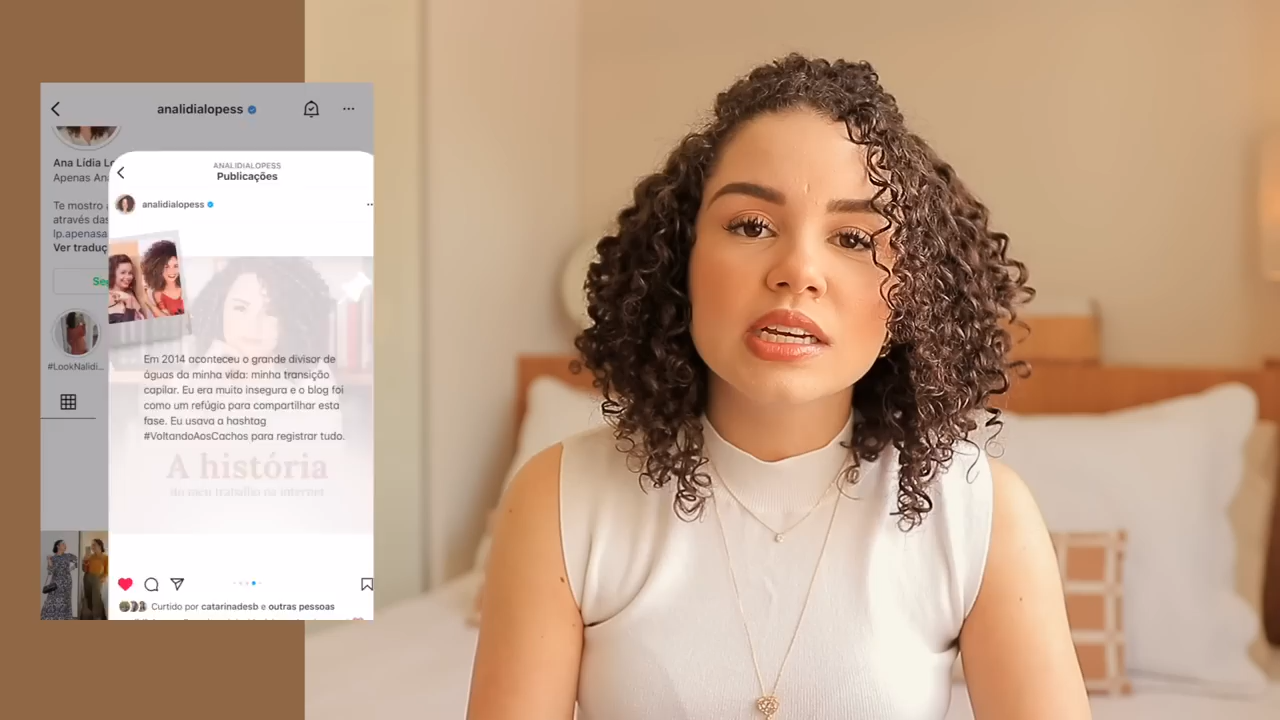 analidialopess
Ana Lidia Lo
Apenas Ana
Te mostro a
através das
lp.apenasa
Ver traduç
Se
#LookNalidi...
ANALIDIALOPESS
Publicações
analidialopess
Em 2014 aconteceu o grande divisor de
águas da minha vida: minha transição
capilar. Eu era muito insegura e o blog foi
como um refúgio para compartilhar esta
fase. Eu usava a hashtag
#VoltandoAosCachos para registrar tudo.
A história
do meu trabalho na internet
Curtido por catarinadesb e outras pessoas